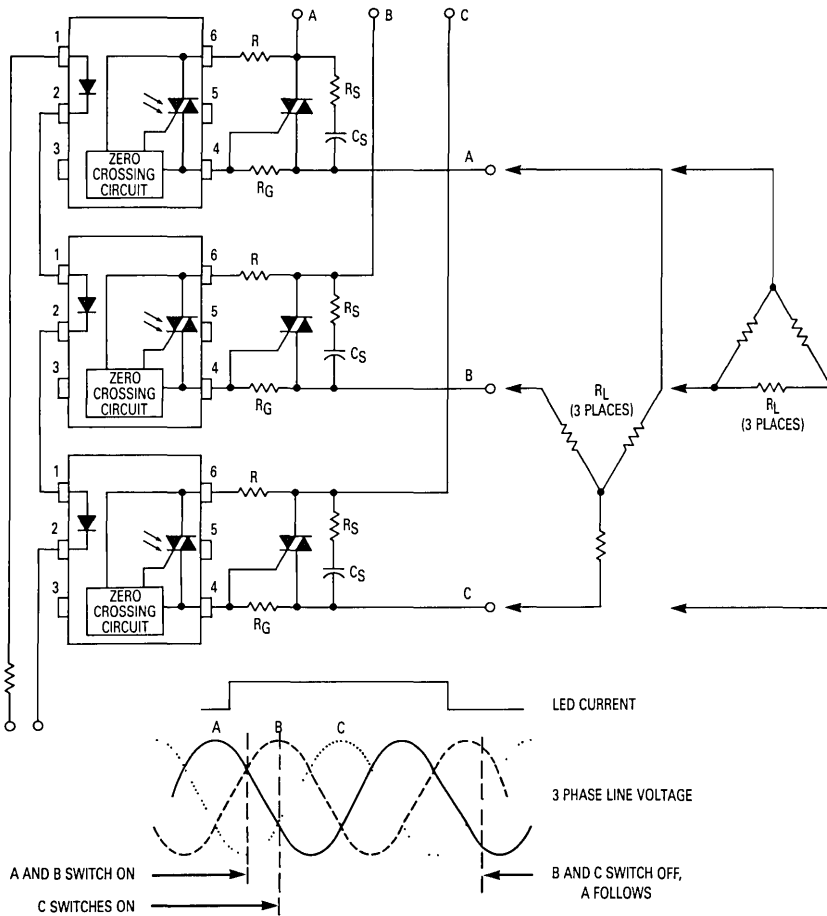 A B C
1 6 R
RS
2 5
CS
3 4
ZERO
CROSSING
CIRCUIT
RG
A
1 6 R
RS
2 5
CS
3 4
ZERO
CROSSING
CIRCUIT
RG
B
RL
(3 PLACES)
RL
(3 PLACES)
1 6 R
RS
2 5
CS
3 4
ZERO
CROSSING
CIRCUIT
RG
C
LED CURRENT
A B C
3 PHASE LINE VOLTAGE
A AND B SWITCH ON
B AND C SWITCH OFF,
A FOLLOWS
C SWITCHES ON